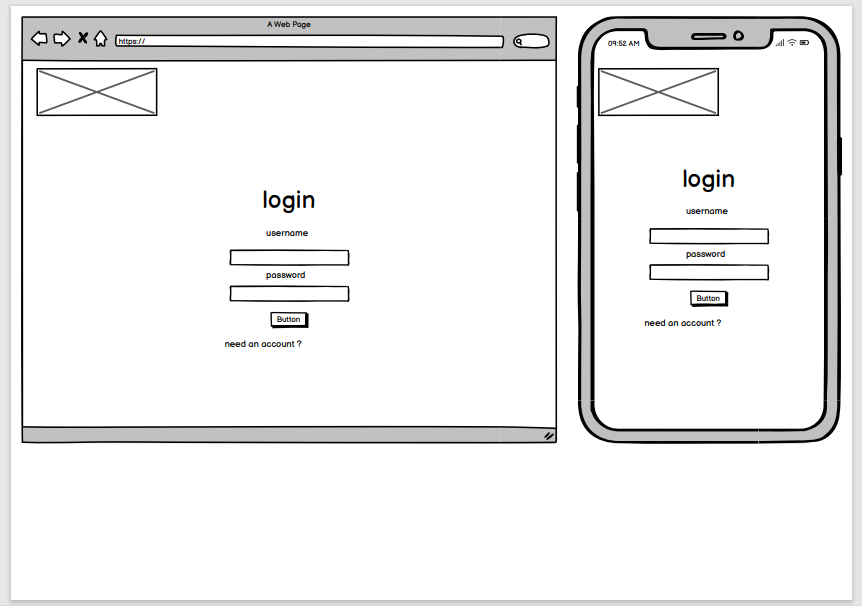 A Web Page
https://
login
username
password
Button
need an account ?
09:52 AM
login
username
password
Button
need an account ?